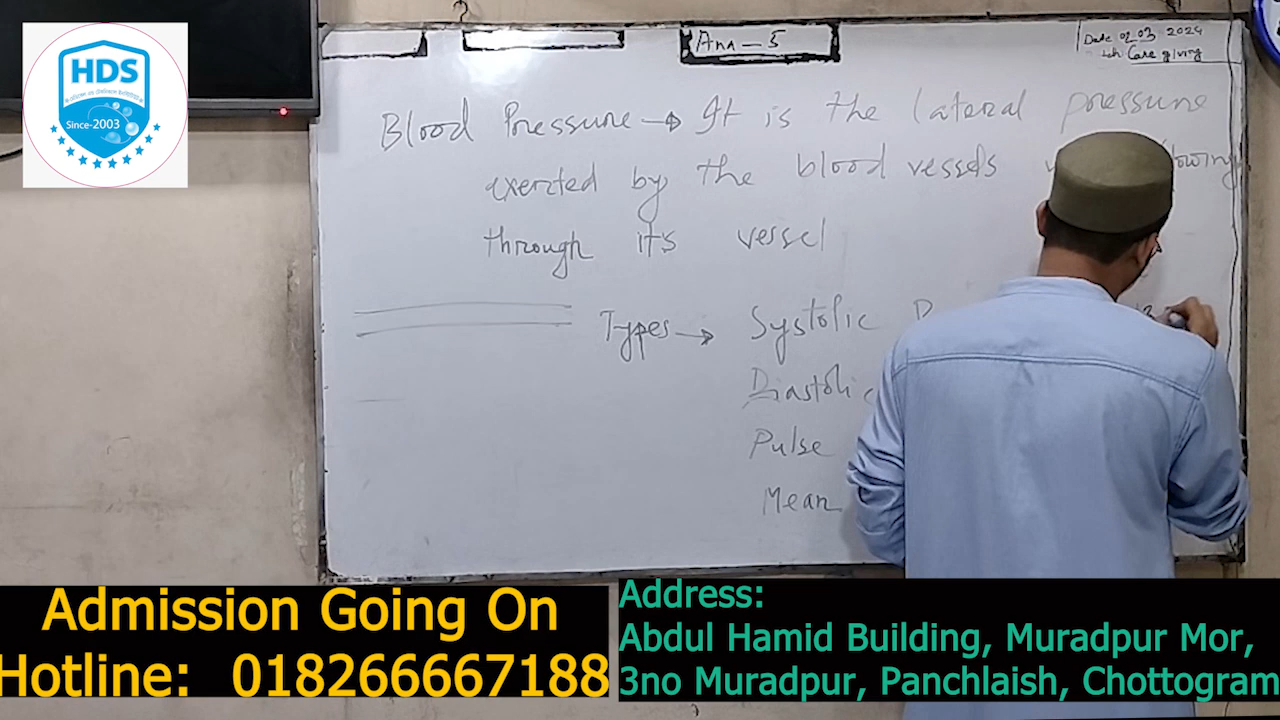 HDS
Since-2003
Ana - 5
Date 02.03 2024
Care giving
Blood Pressure → It is the lateral pressure
exerted by the blood vessels
through it's vessel
Types → Systolic
Diastolic
Pulse
Mean
Admission Going On
Hotline: 018266667188
Address:
Abdul Hamid Building, Muradpur Mor,
3no Muradpur, Panchlaish, Chottogram